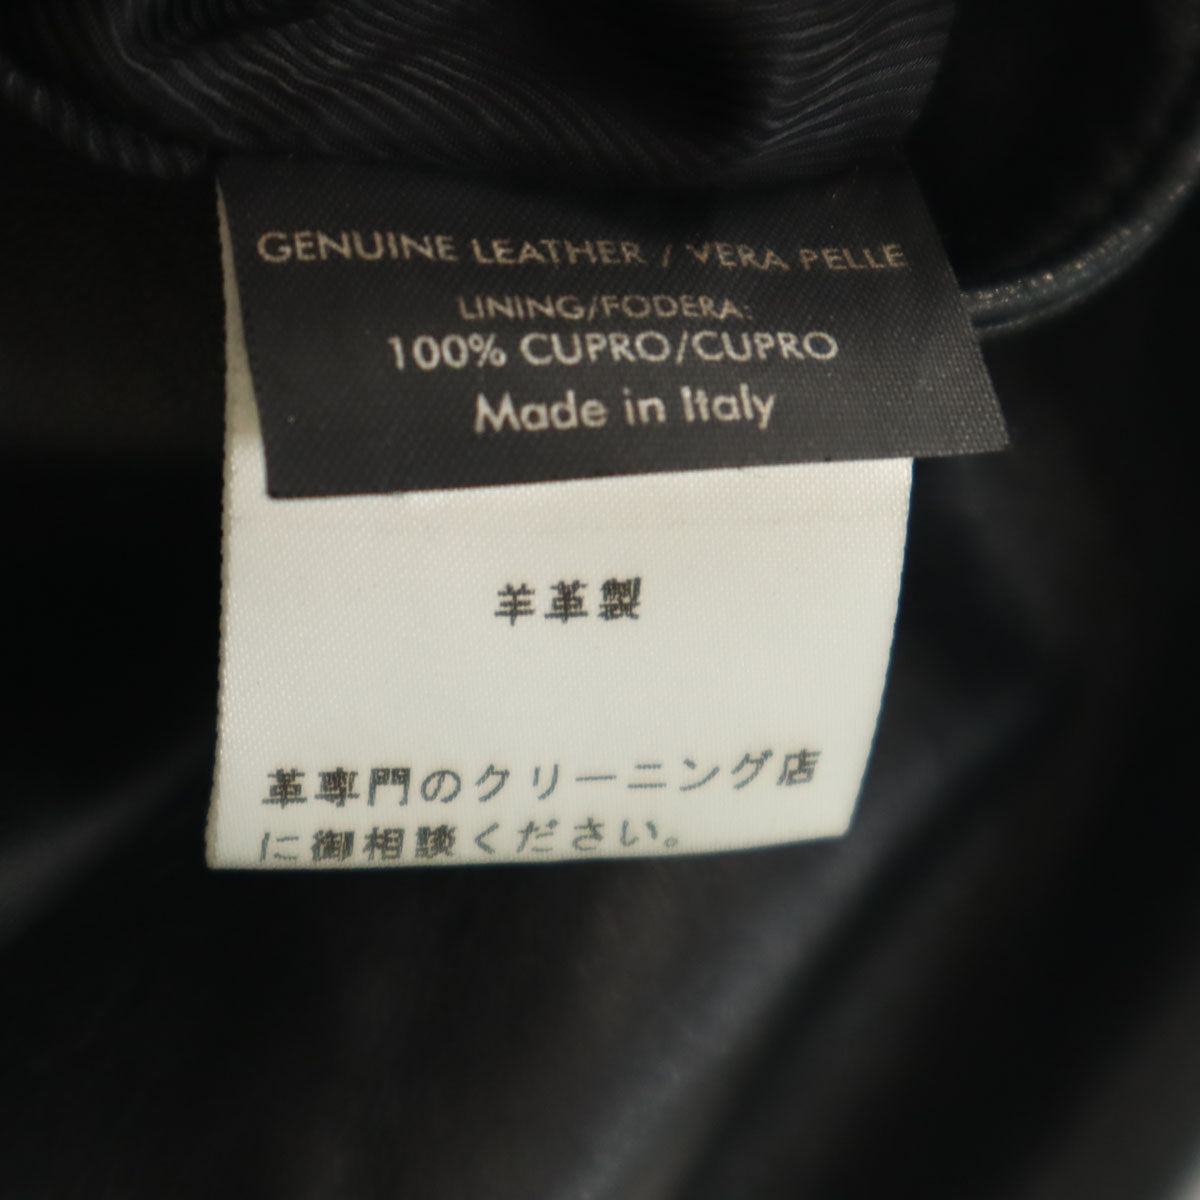 GENUINE LEATHER / VERA PELLE
LINING/FODERA:
100% CUPRO/CUPRO
Made in Italy
羊革製
革専門のクリーニング店
に御相談ください。